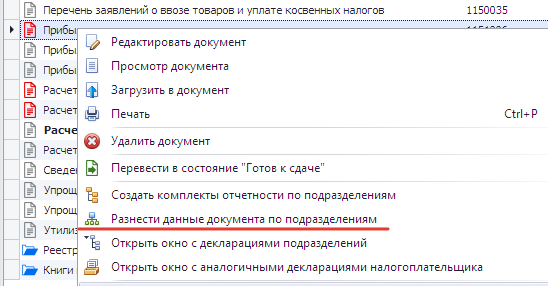 Перечень заявлений о ввозе товаров и уплате косвенных налогов 1150035
Прибы
Прибы
Прибы
Расчет
Расчет
Расче
Расчет
Сведен
Упрощ
Упрощ
Утилиз
Реестр
Книги
Редактировать документ
Просмотр документа
Загрузить в документ
Печать Ctrl+P
Удалить документ
Перевести в состояние "Готов к сдаче"
Создать комплекты отчетности по подразделениям
Разнести данные документа по подразделениям
Открыть окно с декларациями подразделений
Открыть окно с аналогичными декларациями налогоплательщика